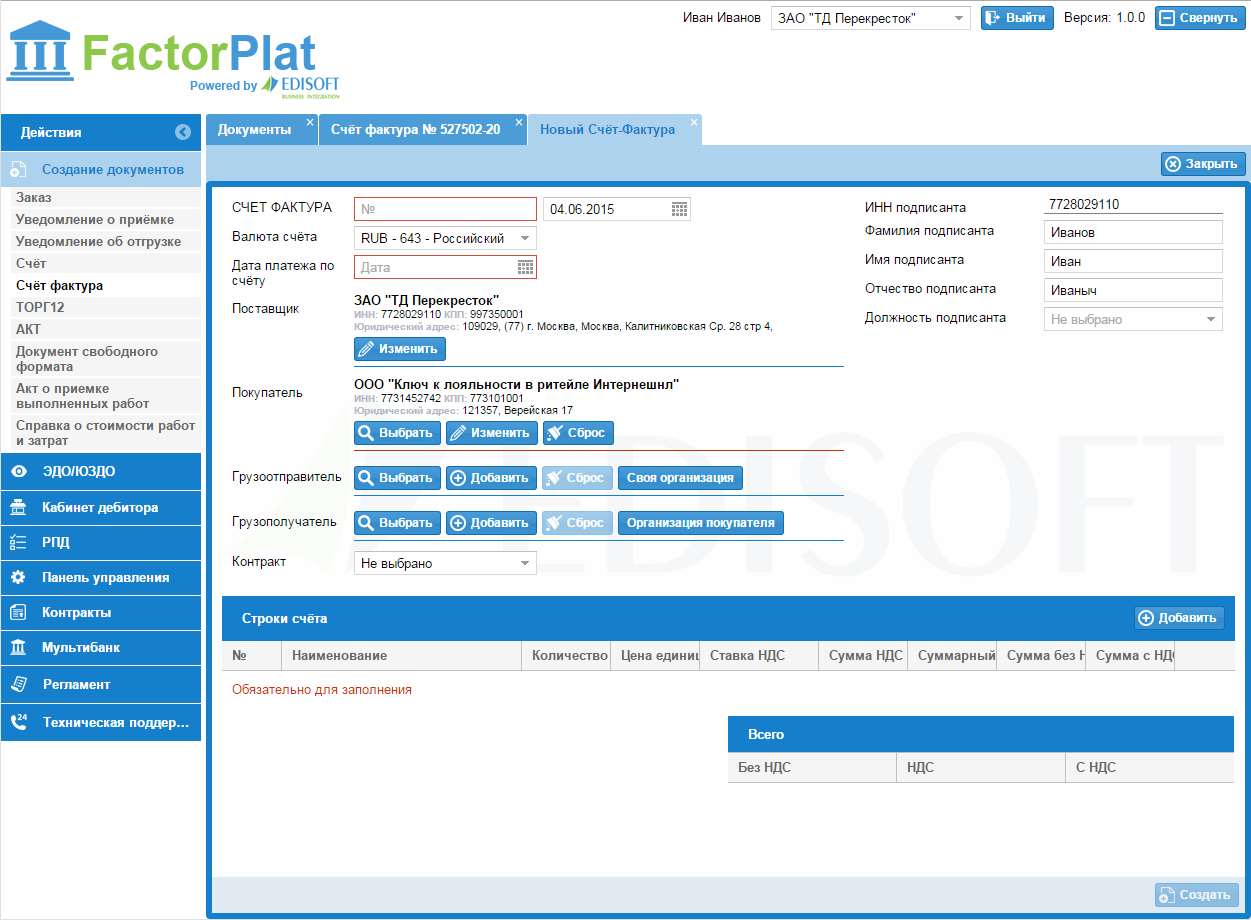 Иван Иванов ЗАО "ТД Перекресток" Выйти Версия: 1.0.0 Свернуть
FactorPlat
Powered by EDISOFT
BUSINESS INTEGRATION
Действия
Создание документов
Заказ
Уведомление о приёмке
Уведомление об отгрузке
Счёт
Счёт фактура
ТОРГ12
АКТ
Документ свободного
формата
Акт о приемке
выполненных работ
Справка о стоимости работ
и затрат
ЭДО/ЮЗДО
Кабинет дебитора
РПД
Панель управления
Контракты
Мультибанк
Регламент
24 Техническая поддер...
Документы × Счёт фактура № 527502-20 × Новый Счёт-Фактура ×
Закрыть
СЧЕТ ФАКТУРА № 04.06.2015
Валюта счёта RUB - 643 - Российский
Дата платежа по
счёту
Дата
Поставщик
ЗАО "ТД Перекресток"
ИНН: 7728029110 КПП: 997350001
Юридический адрес: 109029, (77) г. Москва, Москва, Калитниковская Ср. 28 стр 4,
Изменить
Покупатель
ООО "Ключ к лояльности в ритейле Интернешнл"
ИНН: 7731452742 КПП: 773101001
Юридический адрес: 121357, Верейская 17
Выбрать Изменить Сброс
Грузоотправитель Выбрать Добавить Сброс Своя организация
Грузополучатель Выбрать Добавить Сброс Организация покупателя
Контракт Не выбрано
ИНН подписанта 7728029110
Фамилия подписанта Иванов
Имя подписанта Иван
Отчество подписанта Иваныч
Должность подписанта Не выбрано
EDISOFT
Строки счёта Добавить
№ Наименование Количество Цена единиц Ставка НДС Сумма НДС Суммарный Сумма без Н Сумма с НДС
Обязательно для заполнения
Всего
Без НДС НДС С НДС
Создать